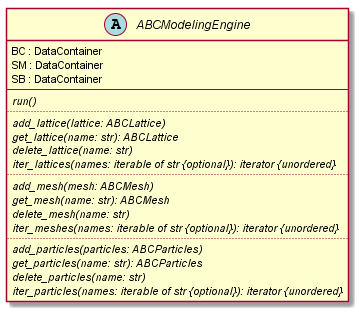 A ABCModelingEngine
BC : DataContainer
SM : DataContainer
SB : DataContainer
run()
add_lattice(lattice: ABCLattice)
get_lattice(name: str): ABCLattice
delete_lattice(name: str)
iter_lattices(names: iterable of str {optional}): iterator {unordered}
add_mesh(mesh: ABCMesh)
get_mesh(name: str): ABCMesh
delete_mesh(name: str)
iter_meshes(names: iterable of str {optional}): iterator {unordered}
add_particles(particles: ABCParticles)
get_particles(name: str): ABCParticles
delete_particles(name: str)
iter_particles(names: iterable of str {optional}): iterator {unordered}